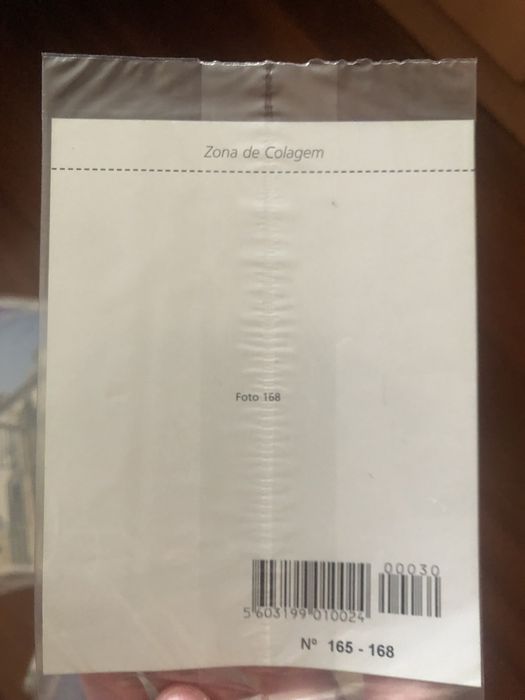 Zona de Colagem
Foto 168
00030
5 603199 010024
Nº 165 - 168